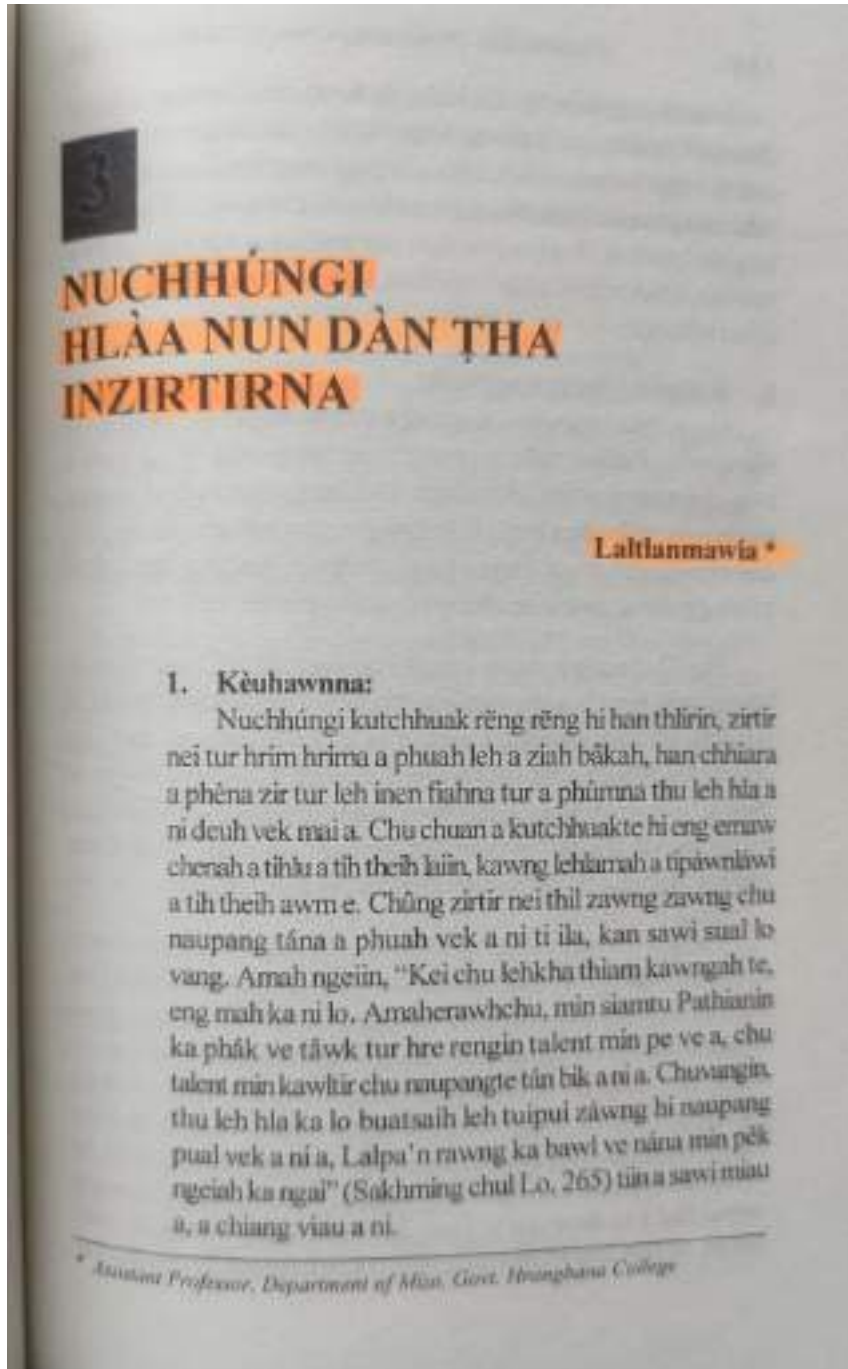 3
NUCHHÚNGI
HLÀA NUN DÀN ṬHA
INZIRTIRNA
Laltlanmawia *
1. Kèuhawnna:
Nuchhúngi kutchhuak rēng rēng hi han thlirin, zirtir
nei tur hrim hrima a phuah leh a ziah bâkah, han chhiara
a phèna zir tur leh inen fiahna tur a phûmna thu leh hla a
ni deuh vek mai a. Chu chuan a kutchhuakte hi eng emaw
chenah a tihlu a tih theih laiin, kawng lehlamah a tipàwnlàwi
a tih theih awm e. Chûng zirtir nei thil zawng zawng chu
naupang tána a phuah vek a ni ti ila, kan sawi sual lo
vang. Amah ngeiin, “Kei chu lehkha thiam kawngah te,
eng mah ka ni lo. Amaherawhchu, min siamtu Pathianin
ka phâk ve tâwk tur hre rengin talent min pe ve a, chu
talent min kawltir chu naupangte tán bik a ni a. Chuvangin,
thu leh hla ka lo buatsaih leh tuipui zàwng hi naupang
pual vek a ni a, Lalpa’n rawng ka bawl ve nána min pêk
ngeiah ka ngai” (Sakhming chul Lo, 265) tiin a sawi miau
a, a chiang viau a ni.
* Assistant Professor, Department of Mizo, Govt. Hrangbana College